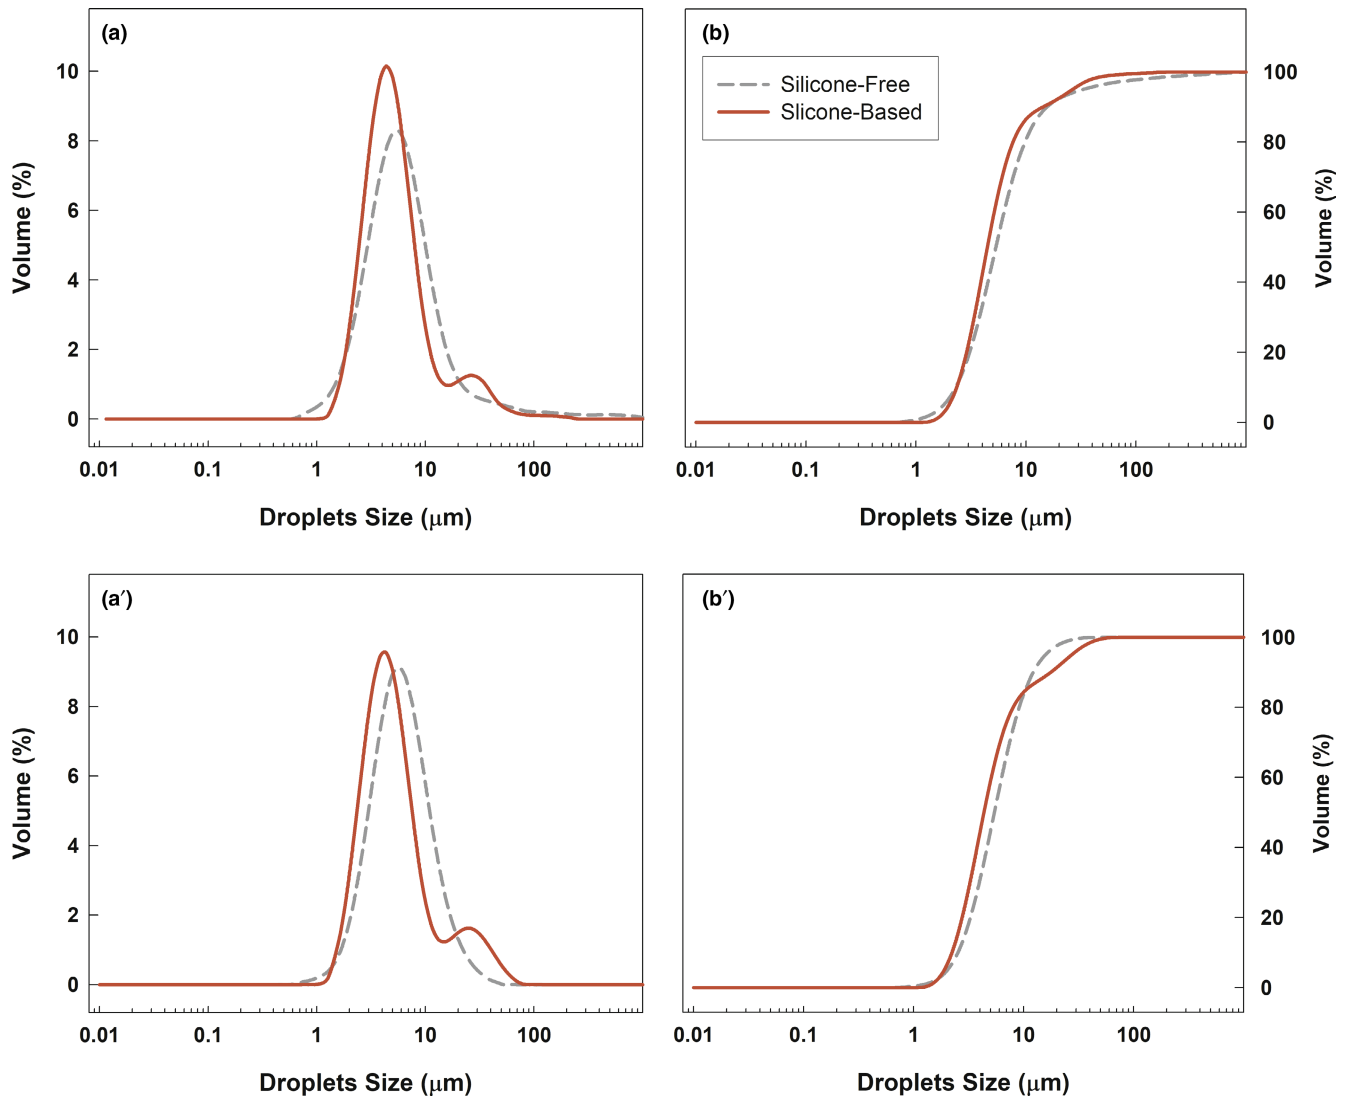 (a)
10
8
6
4
2
0
Volume (%)
0.01 0.1 1 10 100
Droplets Size (μm)
(b)
Silicone-Free
Slicone-Based
100
80
60
40
20
0
Volume (%)
0.01 0.1 1 10 100
Droplets Size (μm)
(a′)
10
8
6
4
2
0
Volume (%)
0.01 0.1 1 10 100
Droplets Size (μm)
(b′)
100
80
60
40
20
0
Volume (%)
0.01 0.1 1 10 100
Droplets Size (μm)